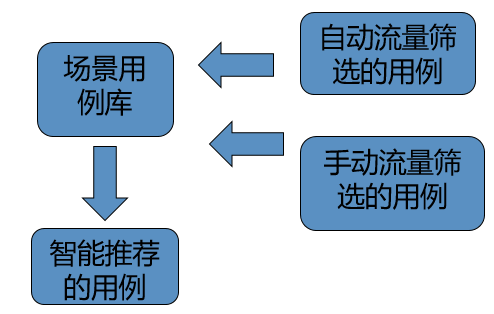 场景用
例库
自动流量筛
选的用例
手动流量筛
选的用例
智能推荐
的用例